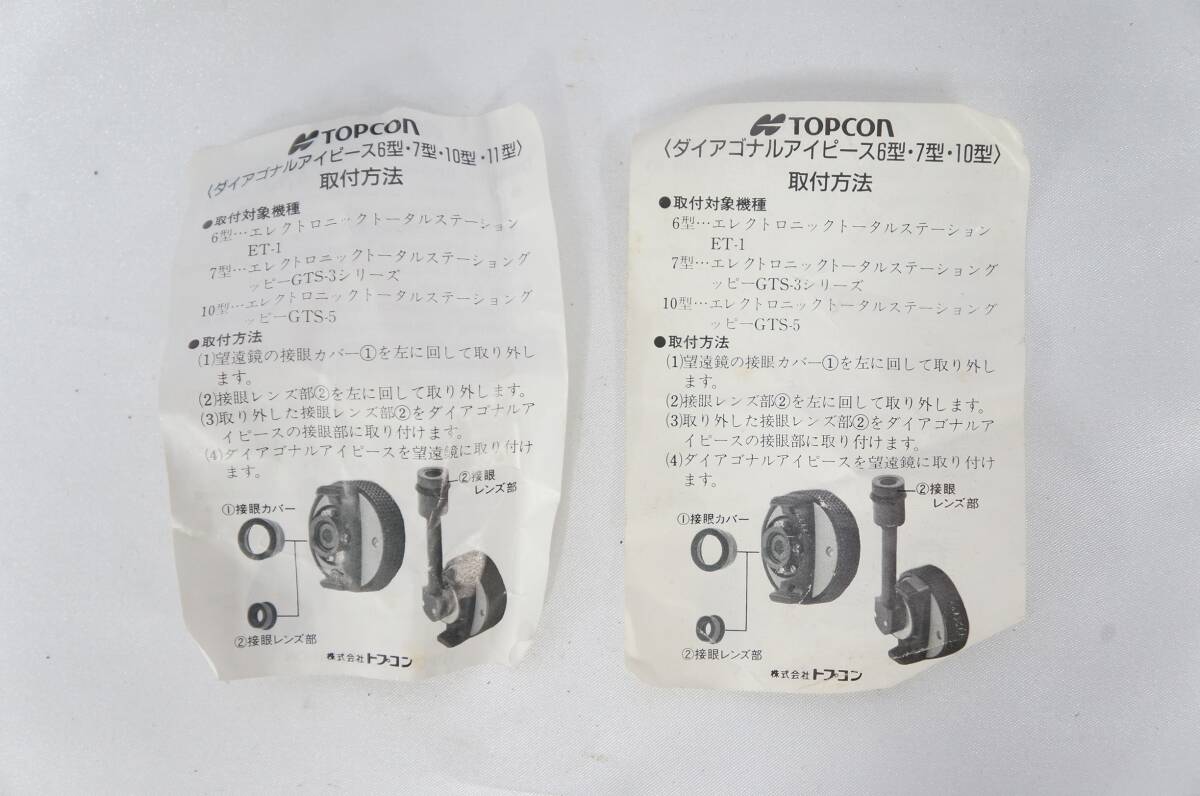 TOPCON
〈ダイアゴナルアイピース6型・7型・10型・11型〉
取付方法
●取付対象機種
6型…エレクトロニックトータルステーション
ET-1
7型…エレクトロニックトータルステーショング
ッピーGTS-3シリーズ
10型…エレクトロニックトータルステーショング
ッピーGTS-5
●取付方法
(1)望遠鏡の接眼カバー①を左に回して取り外し
ます。
(2)接眼レンズ部②を左に回して取り外します。
(3)取り外した接眼レンズ部②をダイアゴナルア
イピースの接眼部に取り付けます。
(4)ダイアゴナルアイピースを望遠鏡に取り付け
ます。
②接眼
レンズ部
①接眼カバー
②接眼レンズ部
株式会社トプコン
TOPCON
〈ダイアゴナルアイピース6型・7型・10型〉
取付方法
●取付対象機種
6型…エレクトロニックトータルステーション
ET-1
7型…エレクトロニックトータルステーショング
ッピーGTS-3シリーズ
10型…エレクトロニックトータルステーショング
ッピーGTS-5
●取付方法
(1)望遠鏡の接眼カバー①を左に回して取り外し
ます。
(2)接眼レンズ部②を左に回して取り外します。
(3)取り外した接眼レンズ部②をダイアゴナルア
イピースの接眼部に取り付けます。
(4)ダイアゴナルアイピースを望遠鏡に取り付け
ます。
②接眼
レンズ部
①接眼カバー
②接眼レンズ部
株式会社トプコン